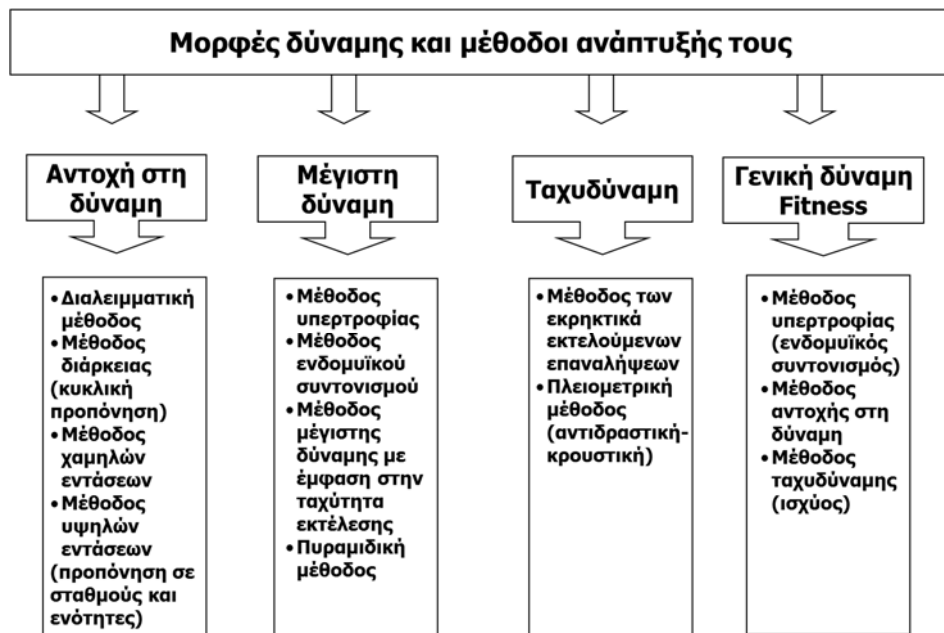 Μορφές δύναμης και μέθοδοι ανάπτυξής τους
Αντοχή στη
δύναμη
• Διαλειμματική
μέθοδος
• Μέθοδος
διάρκειας
(κυκλική
προπόνηση)
• Μέθοδος
χαμηλών
εντάσεων
• Μέθοδος
υψηλών
εντάσεων
(προπόνηση σε
σταθμούς και
ενότητες)
Μέγιστη
δύναμη
• Μέθοδος
υπερτροφίας
• Μέθοδος
ενδομυϊκού
συντονισμού
• Μέθοδος
μέγιστης
δύναμης με
έμφαση στην
ταχύτητα
εκτέλεσης
• Πυραμιδική
μέθοδος
Ταχυδύναμη
• Μέθοδος των
εκρηκτικά
εκτελούμενων
επαναλήψεων
• Πλειομετρική
μέθοδος
(αντιδραστική-
κρουστική)
Γενική δύναμη
Fitness
• Μέθοδος
υπερτροφίας
(ενδομυϊκός
συντονισμός)
• Μέθοδος
αντοχής στη
δύναμη
• Μέθοδος
ταχυδύναμης
(ισχύος)